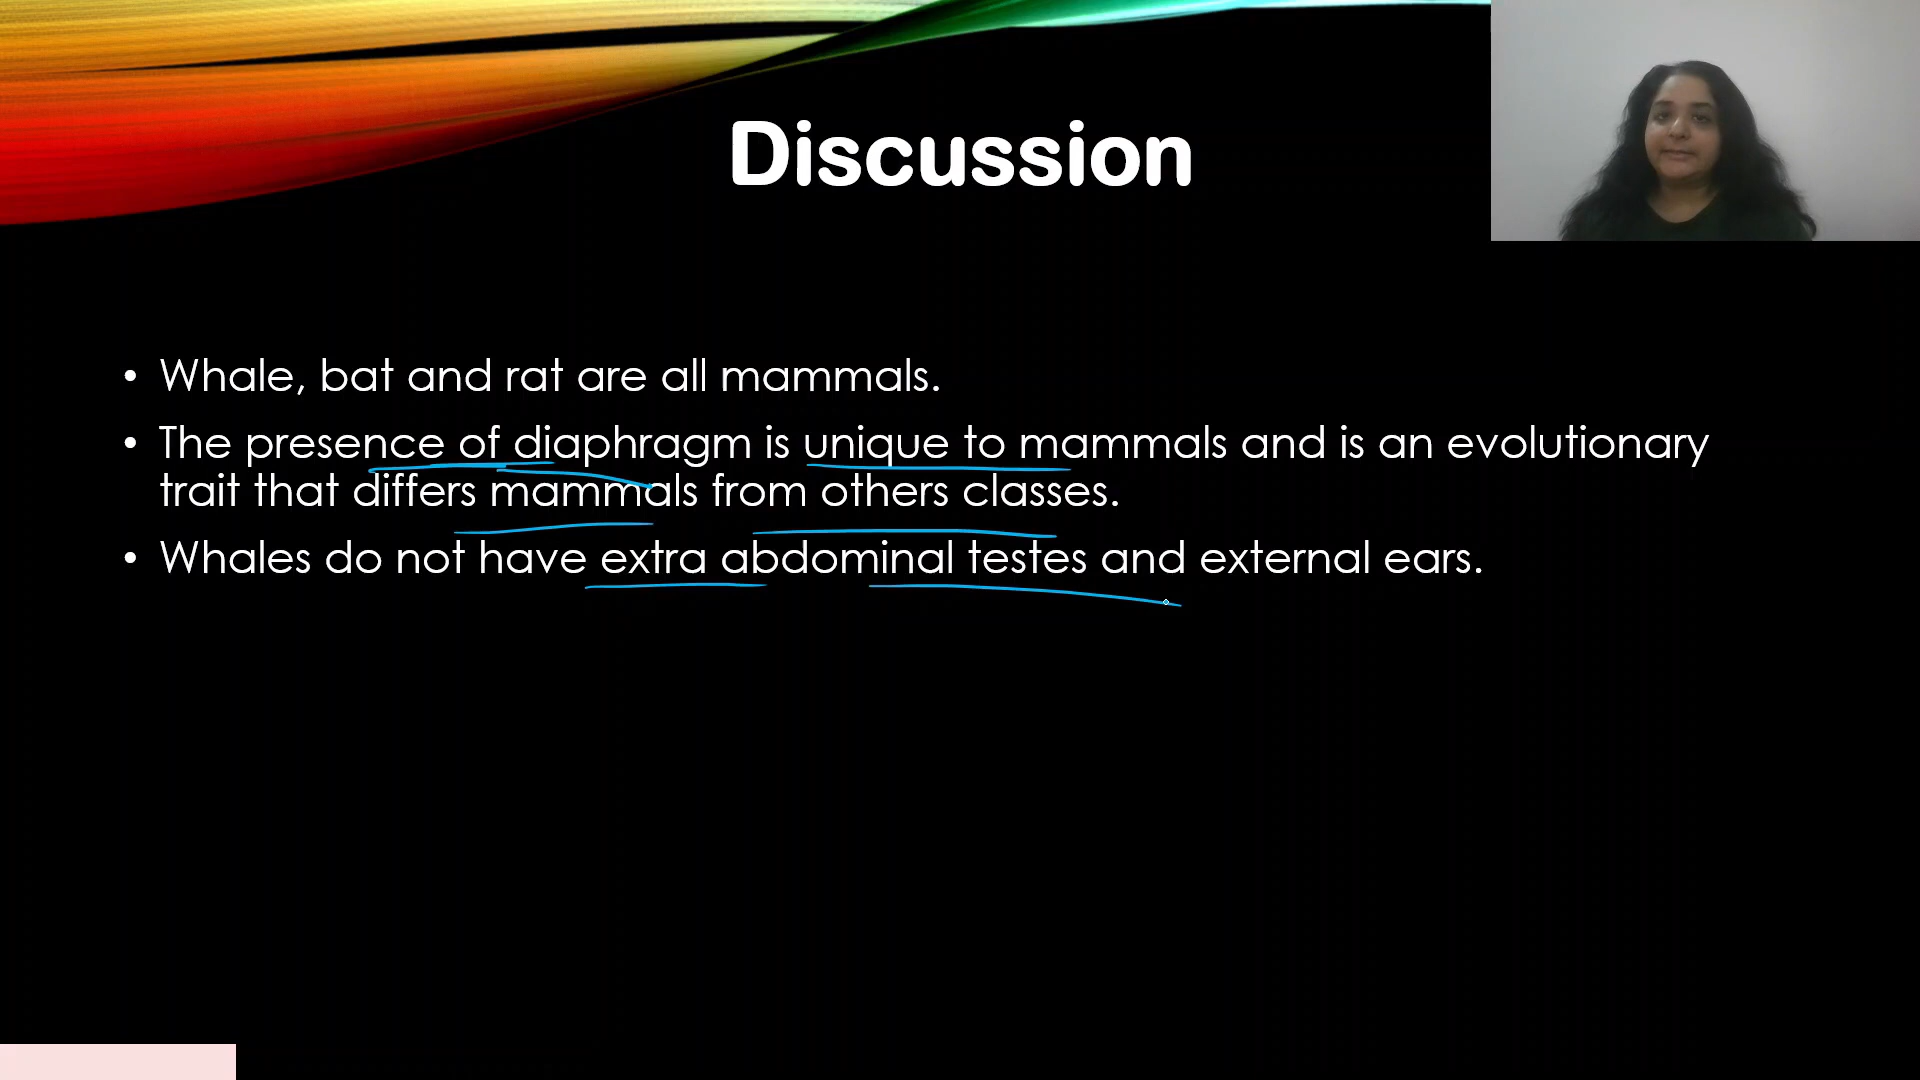 Discussion
• Whale, bat and rat are all mammals.
• The presence of diaphragm is unique to mammals and is an evolutionary
trait that differs mammals from others classes.
• Whales do not have extra abdominal testes and external ears.